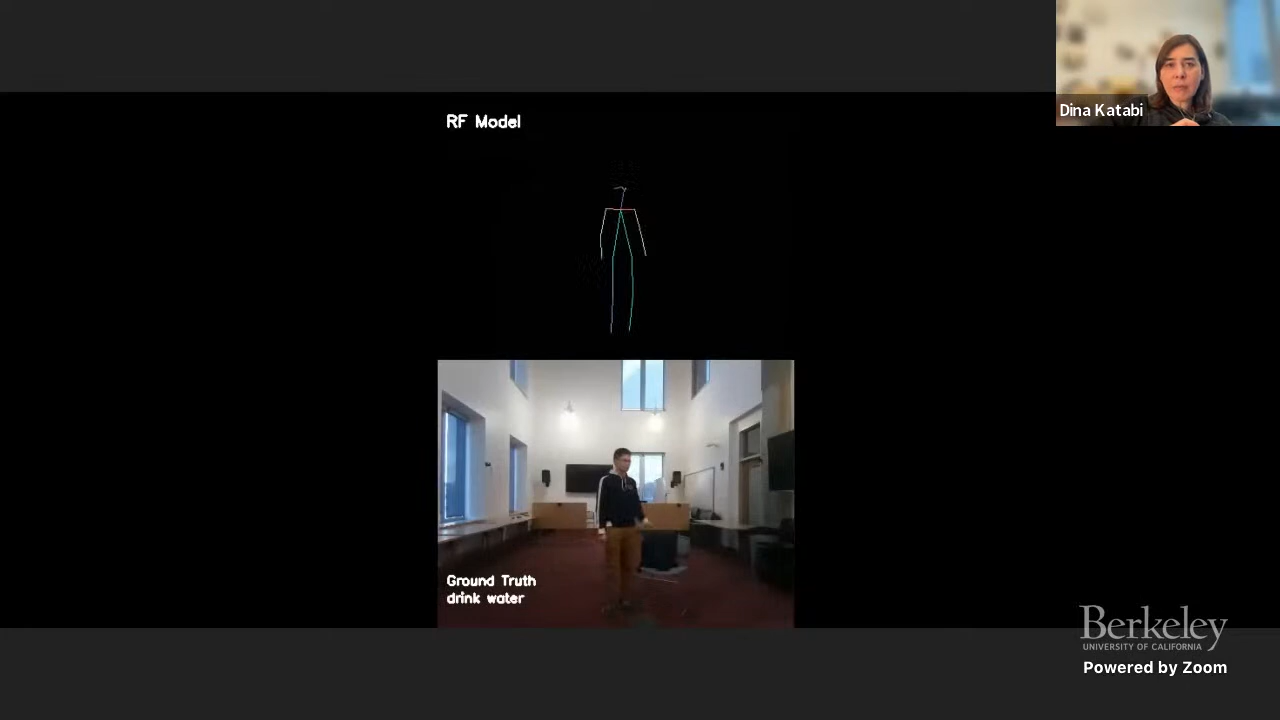 RF Model
Dina Katabi
Ground Truth
drink water
Berkeley
UNIVERSITY OF CALIFORNIA
Powered by Zoom